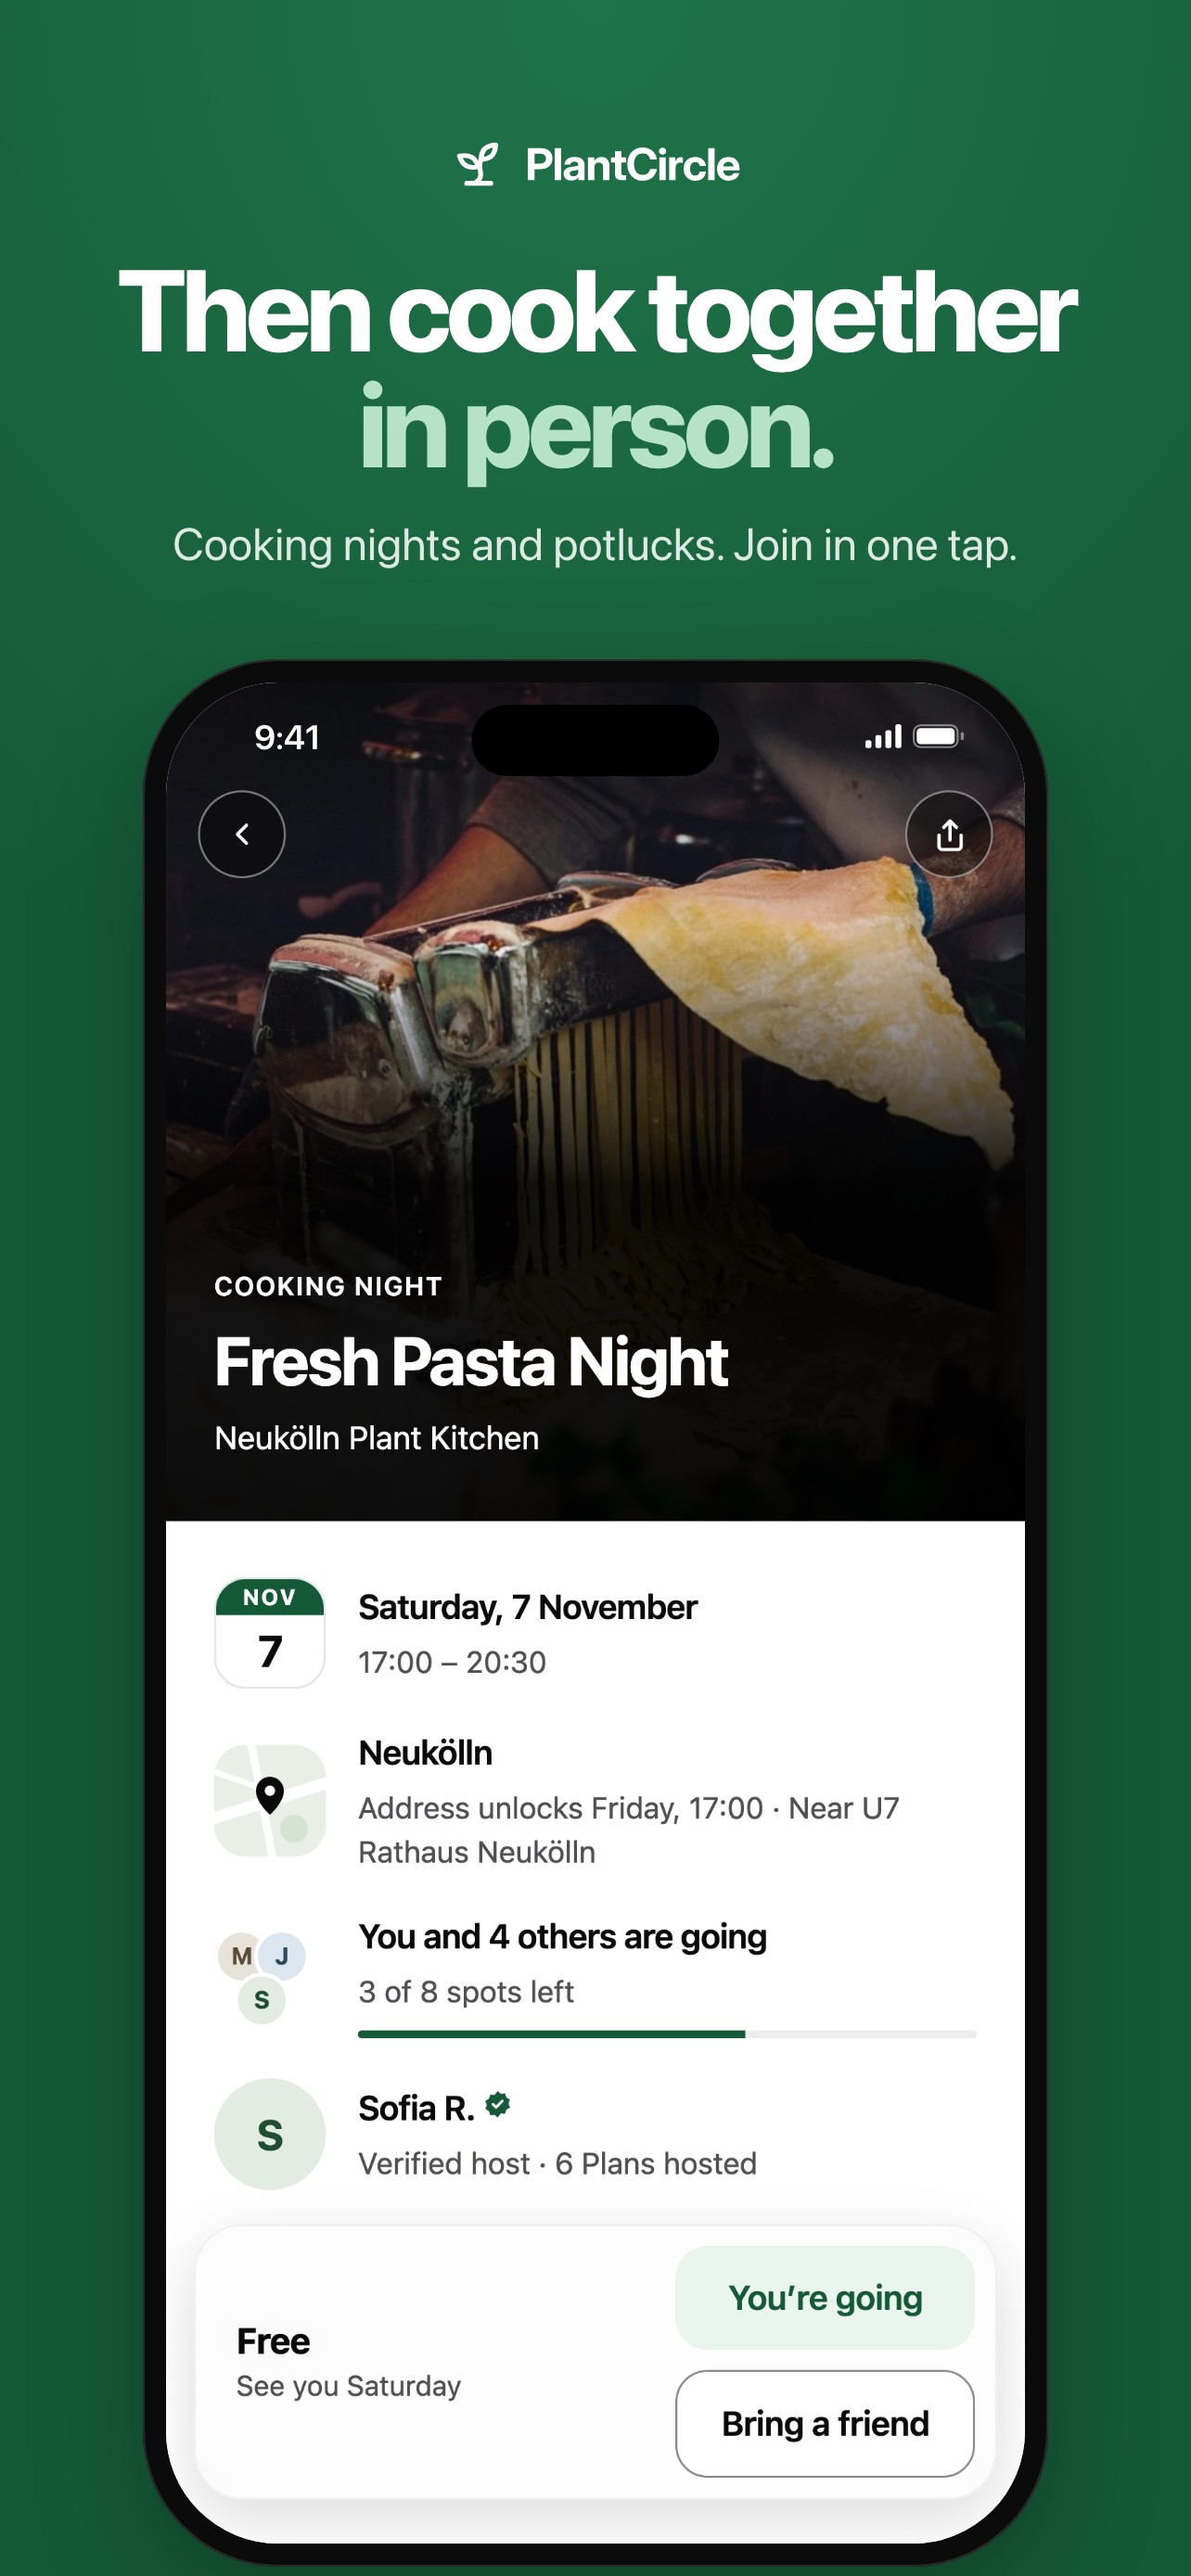 PlantCircle
Then cook together
in person.
Cooking nights and potlucks. Join in one tap.
9:41
COOKING NIGHT
Fresh Pasta Night
Neukölln Plant Kitchen
NOV
7
Saturday, 7 November
17:00 – 20:30
Neukölln
Address unlocks Friday, 17:00 · Near U7
Rathaus Neukölln
M J
S
You and 4 others are going
3 of 8 spots left
S
Sofia R.
Verified host · 6 Plans hosted
Free
See you Saturday
You’re going
Bring a friend